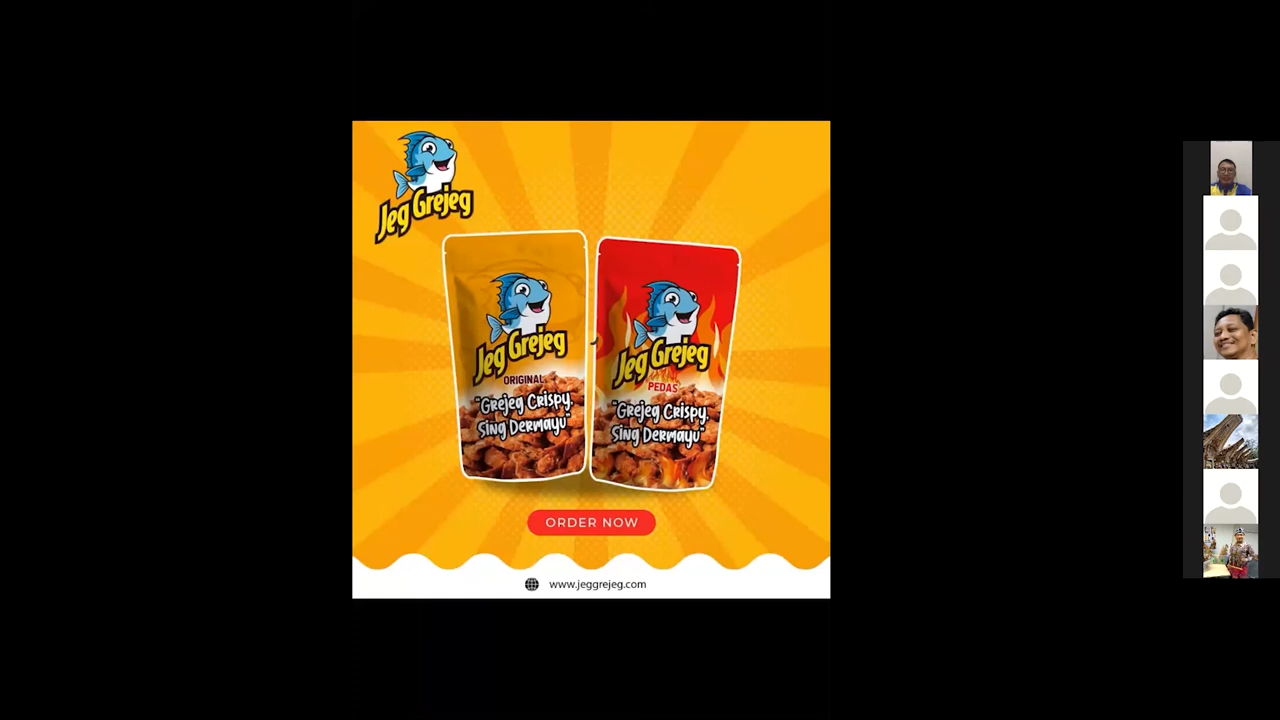 Jeg Grejeg
Jeg Grejeg
ORIGINAL
"Grejeg Crispy,
Sing Dermayu"
Jeg Grejeg
PEDAS
"Grejeg Crispy,
Sing Dermayu"
ORDER NOW
www.jeggrejeg.com